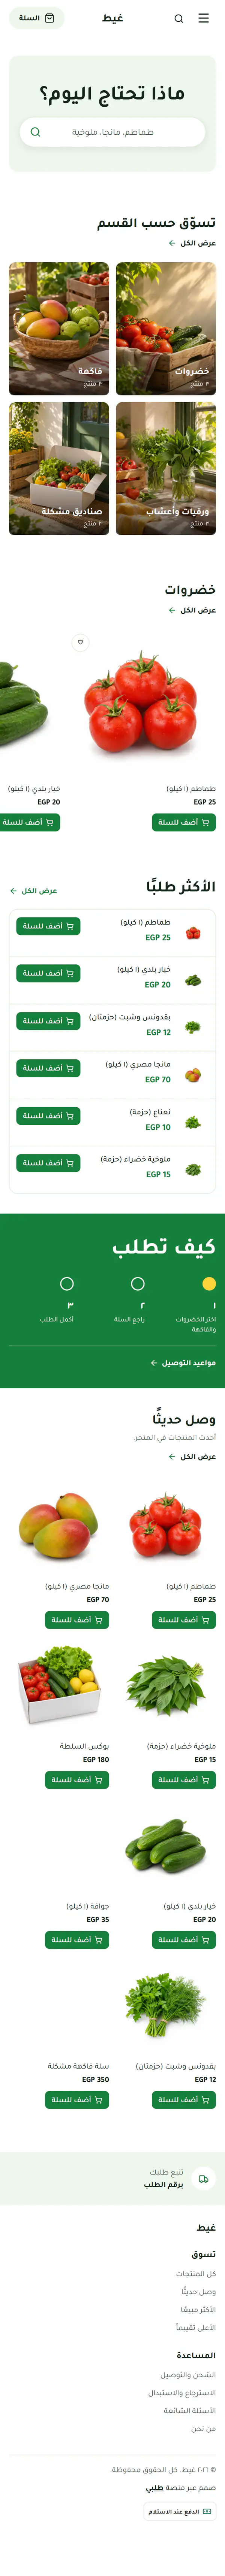 السلة
غيط
ماذا تحتاج اليوم؟
طماطم، مانجا، ملوخية
تسوّق حسب القسم
عرض الكل
خضروات
٣ منتج
فاكهة
٣ منتج
ورقيات وأعشاب
٣ منتج
صناديق مشكلة
٣ منتج
خضروات
عرض الكل
طماطم (١ كيلو)
25 EGP
أضف للسلة
خيار بلدي (١ كيلو)
20 EGP
أضف للسلة
الأكثر طلبًا
عرض الكل
طماطم (١ كيلو)
25 EGP
أضف للسلة
خيار بلدي (١ كيلو)
20 EGP
أضف للسلة
بقدونس وشبت (حزمتان)
12 EGP
أضف للسلة
مانجا مصري (١ كيلو)
70 EGP
أضف للسلة
نعناع (حزمة)
10 EGP
أضف للسلة
ملوخية خضراء (حزمة)
15 EGP
أضف للسلة
كيف تطلب
١
اختر الخضروات والفاكهة
٢
راجع السلة
٣
أكمل الطلب
مواعيد التوصيل
وصل حديثًا
أحدث المنتجات في المتجر.
عرض الكل
طماطم (١ كيلو)
25 EGP
أضف للسلة
مانجا مصري (١ كيلو)
70 EGP
أضف للسلة
ملوخية خضراء (حزمة)
15 EGP
أضف للسلة
بوكس السلطة
180 EGP
أضف للسلة
خيار بلدي (١ كيلو)
20 EGP
أضف للسلة
جوافة (١ كيلو)
35 EGP
أضف للسلة
بقدونس وشبت (حزمتان)
12 EGP
أضف للسلة
سلة فاكهة مشكلة
350 EGP
أضف للسلة
تتبع طلبك
برقم الطلب
غيط
تسوق
كل المنتجات
وصل حديثًا
الأكثر مبيعًا
الأعلى تقييماً
المساعدة
الشحن والتوصيل
الاسترجاع والاستبدال
الأسئلة الشائعة
من نحن
© ٢٠٢٦ غيط. كل الحقوق محفوظة.
صمم عبر منصة طلبي
الدفع عند الاستلام